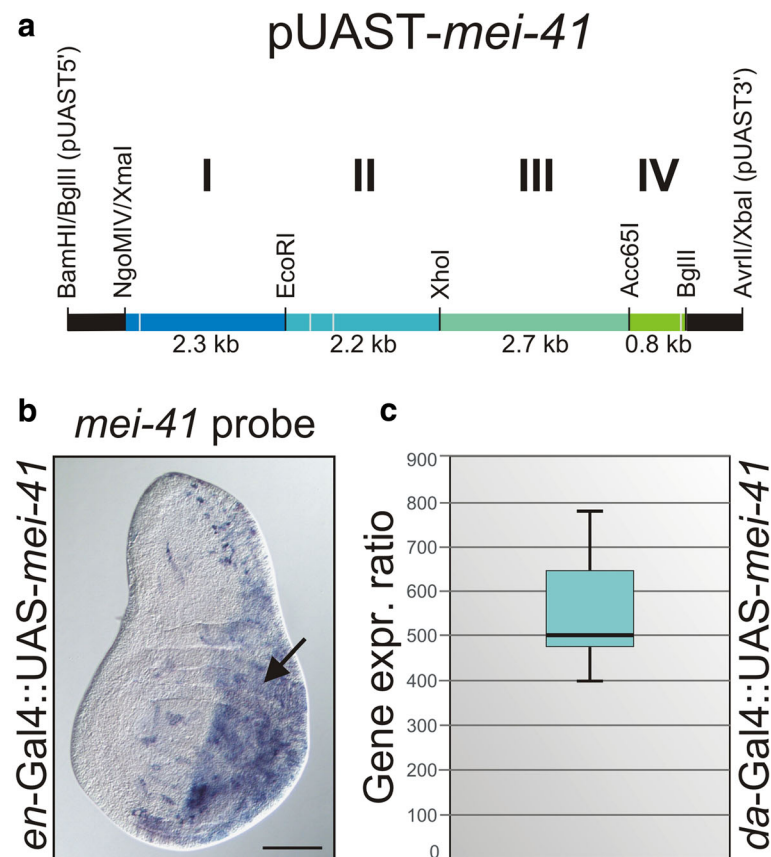 a
pUAST-mei-41
BamHI/BglII (pUAST5')
NgoMIV/XmaI
I
EcoRI
II
XhoI
III
Acc65I
IV
BglII
AvrII/XbaI (pUAST3')
2.3 kb
2.2 kb
2.7 kb
0.8 kb
b
mei-41 probe
en-Gal4::UAS-mei-41
c
Gene expr. ratio
900
800
700
600
500
400
300
200
100
0
da-Gal4::UAS-mei-41